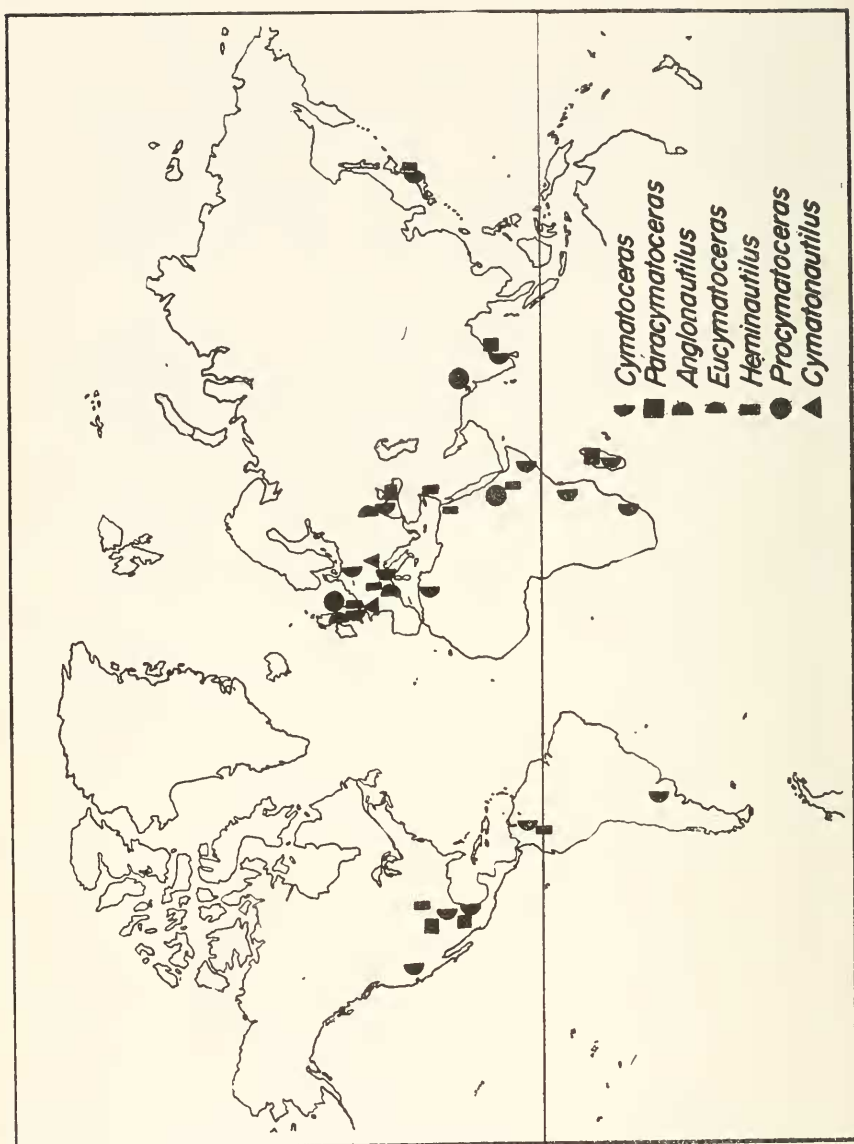 Cymatoceras
Paracymatoceras
Anglonautilus
Eucymatoceras
Heminautilus
Procymatoceras
Cymatonautilus